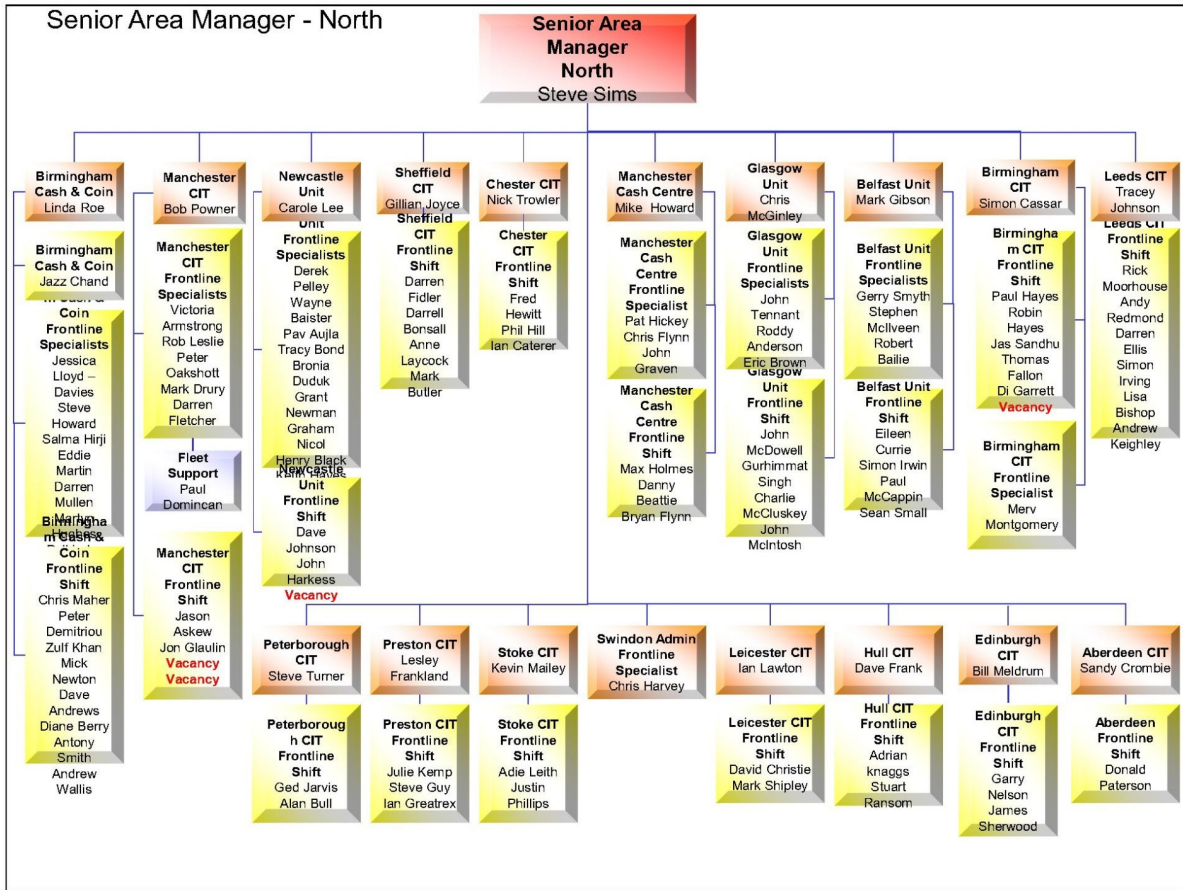 Senior Area Manager - North
Senior Area
Manager
North
Steve Sims
Birmingham
Cash & Coin
Linda Roe
Birmingham
Cash & Coin
Jazz Chand
m Cash &
Coin
Frontline
Specialists
Jessica
Lloyd –
Davies
Steve
Howard
Salma Hirji
Eddie
Martin
Darren
Mullen
Martyn
Hughes
Birmingha
m Cash &
Coin
Frontline
Shift
Chris Maher
Peter
Demitriou
Zulf Khan
Mick
Newton
Dave
Andrews
Diane Berry
Antony
Smith
Andrew
Wallis
Manchester
CIT
Bob Powner
Manchester
CIT
Frontline
Specialists
Victoria
Armstrong
Rob Leslie
Peter
Oakshott
Mark Drury
Darren
Fletcher
Fleet
Support
Paul
Domincan
Manchester
CIT
Frontline
Shift
Jason
Askew
Jon Glaulin
Vacancy
Vacancy
Newcastle
Unit
Carole Lee
Unit
Frontline
Specialists
Derek
Pelley
Wayne
Baister
Pav Aujla
Tracy Bond
Bronia
Duduk
Grant
Newman
Graham
Nicol
Henry Black
Keith Hayes
Newcastle
Unit
Frontline
Shift
Dave
Johnson
John
Harkess
Vacancy
Sheffield
CIT
Gillian Joyce
Sheffield
CIT
Frontline
Shift
Darren
Fidler
Darrell
Bonsall
Anne
Laycock
Mark
Butler
Chester CIT
Nick Trowler
Chester
CIT
Frontline
Shift
Fred
Hewitt
Phil Hill
Ian Caterer
Manchester
Cash Centre
Mike Howard
Manchester
Cash
Centre
Frontline
Specialist
Pat Hickey
Chris Flynn
John
Graven
Manchester
Cash
Centre
Frontline
Shift
Max Holmes
Danny
Beattie
Bryan Flynn
Glasgow
Unit
Chris
McGinley
Glasgow
Unit
Frontline
Specialists
John
Tennant
Roddy
Anderson
Eric Brown
Glasgow
Unit
Frontline
Shift
John
McDowell
Gurhimmat
Singh
Charlie
McCluskey
John
McIntosh
Belfast Unit
Mark Gibson
Belfast Unit
Frontline
Specialists
Gerry Smyth
Stephen
McIlveen
Robert
Bailie
Belfast Unit
Frontline
Shift
Eileen
Currie
Simon Irwin
Paul
McCappin
Sean Small
Birmingham
CIT
Simon Cassar
Birmingha
m CIT
Frontline
Shift
Paul Hayes
Robin
Hayes
Jas Sandhu
Thomas
Fallon
Di Garrett
Vacancy
Birmingham
CIT
Frontline
Specialist
Merv
Montgomery
Leeds CIT
Tracey
Johnson
Leeds CIT
Frontline
Shift
Rick
Moorhouse
Andy
Redmond
Darren
Ellis
Simon
Irving
Lisa
Bishop
Andrew
Keighley
Peterborough
CIT
Steve Turner
Peterboroug
h CIT
Frontline
Shift
Ged Jarvis
Alan Bull
Preston CIT
Lesley
Frankland
Preston CIT
Frontline
Shift
Julie Kemp
Steve Guy
Ian Greatrex
Stoke CIT
Kevin Mailey
Stoke CIT
Frontline
Shift
Adie Leith
Justin
Phillips
Swindon Admin
Frontline
Specialist
Chris Harvey
Leicester CIT
Ian Lawton
Leicester CIT
Frontline
Shift
David Christie
Mark Shipley
Hull CIT
Dave Frank
Hull CIT
Frontline
Shift
Adrian
knaggs
Stuart
Ransom
Edinburgh
CIT
Bill Meldrum
Edinburgh
CIT
Frontline
Shift
Garry
Nelson
James
Sherwood
Aberdeen CIT
Sandy Crombie
Aberdeen
Frontline
Shift
Donald
Paterson